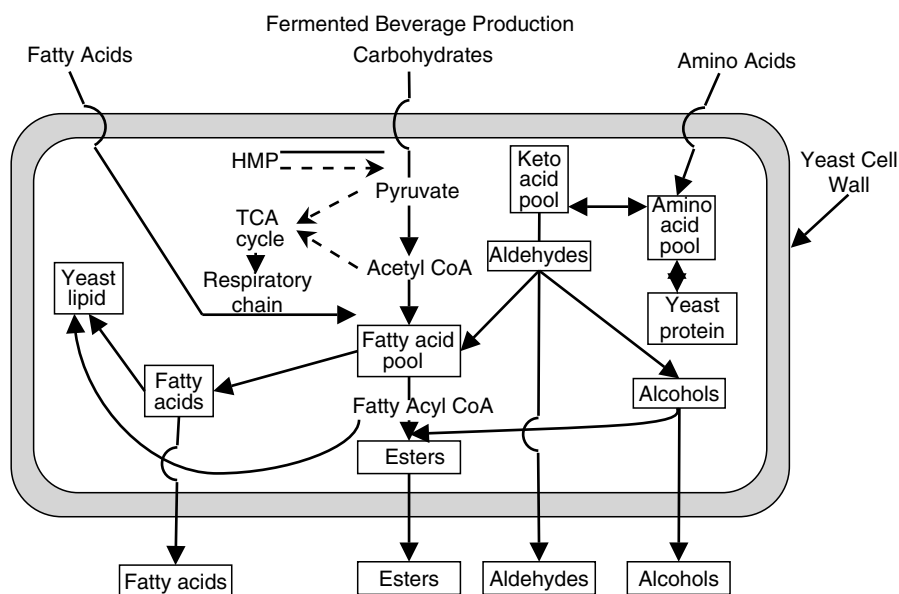 Fermented Beverage Production
Fatty Acids
Carbohydrates
Amino Acids
HMP
Keto
acid
pool
Yeast Cell
Wall
Pyruvate
TCA
cycle
Amino
acid
pool
Aldehydes
Acetyl CoA
Respiratory
chain
Yeast
lipid
Yeast
protein
Fatty acid
pool
Fatty
acids
Alcohols
Fatty Acyl CoA
Esters
Fatty acids
Esters
Aldehydes
Alcohols